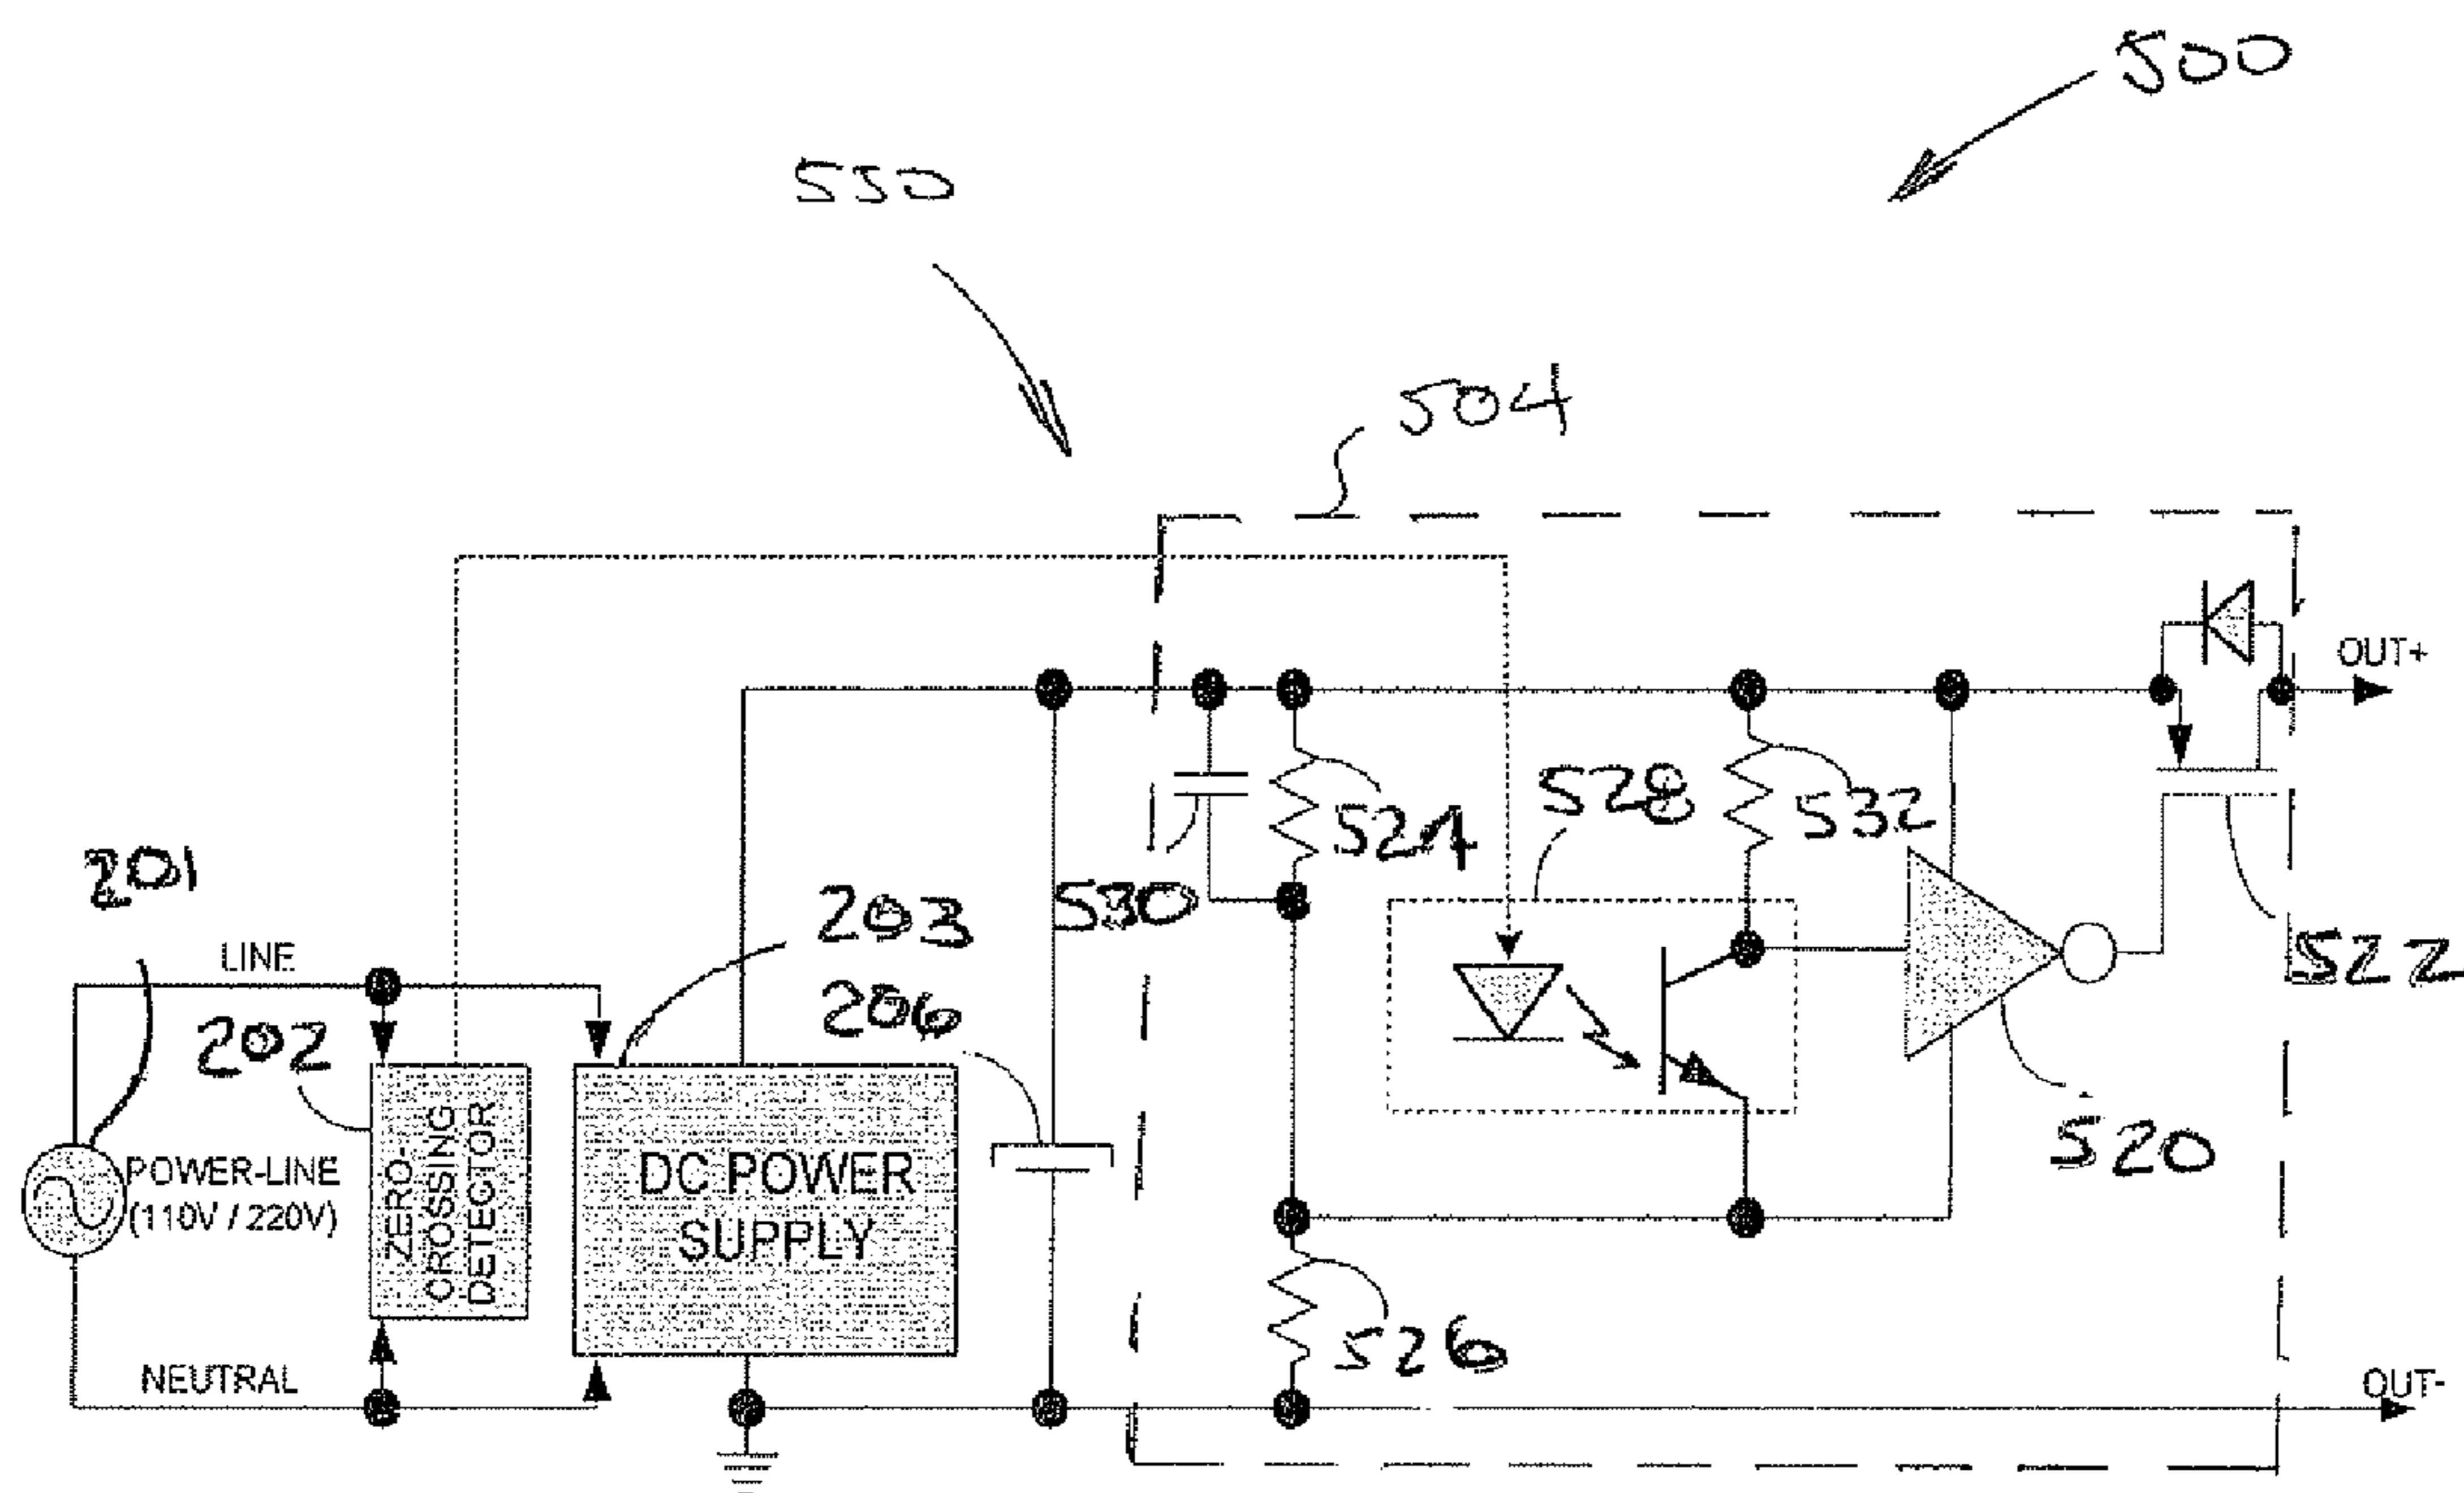 500
550
504
OUT+
528
524
532
201
530
203
LINE
206
522
202
ZERO-
CROSSING
DETECTOR
POWER-LINE
(110V / 220V)
DC POWER
SUPPLY
520
526
NEUTRAL
OUT-